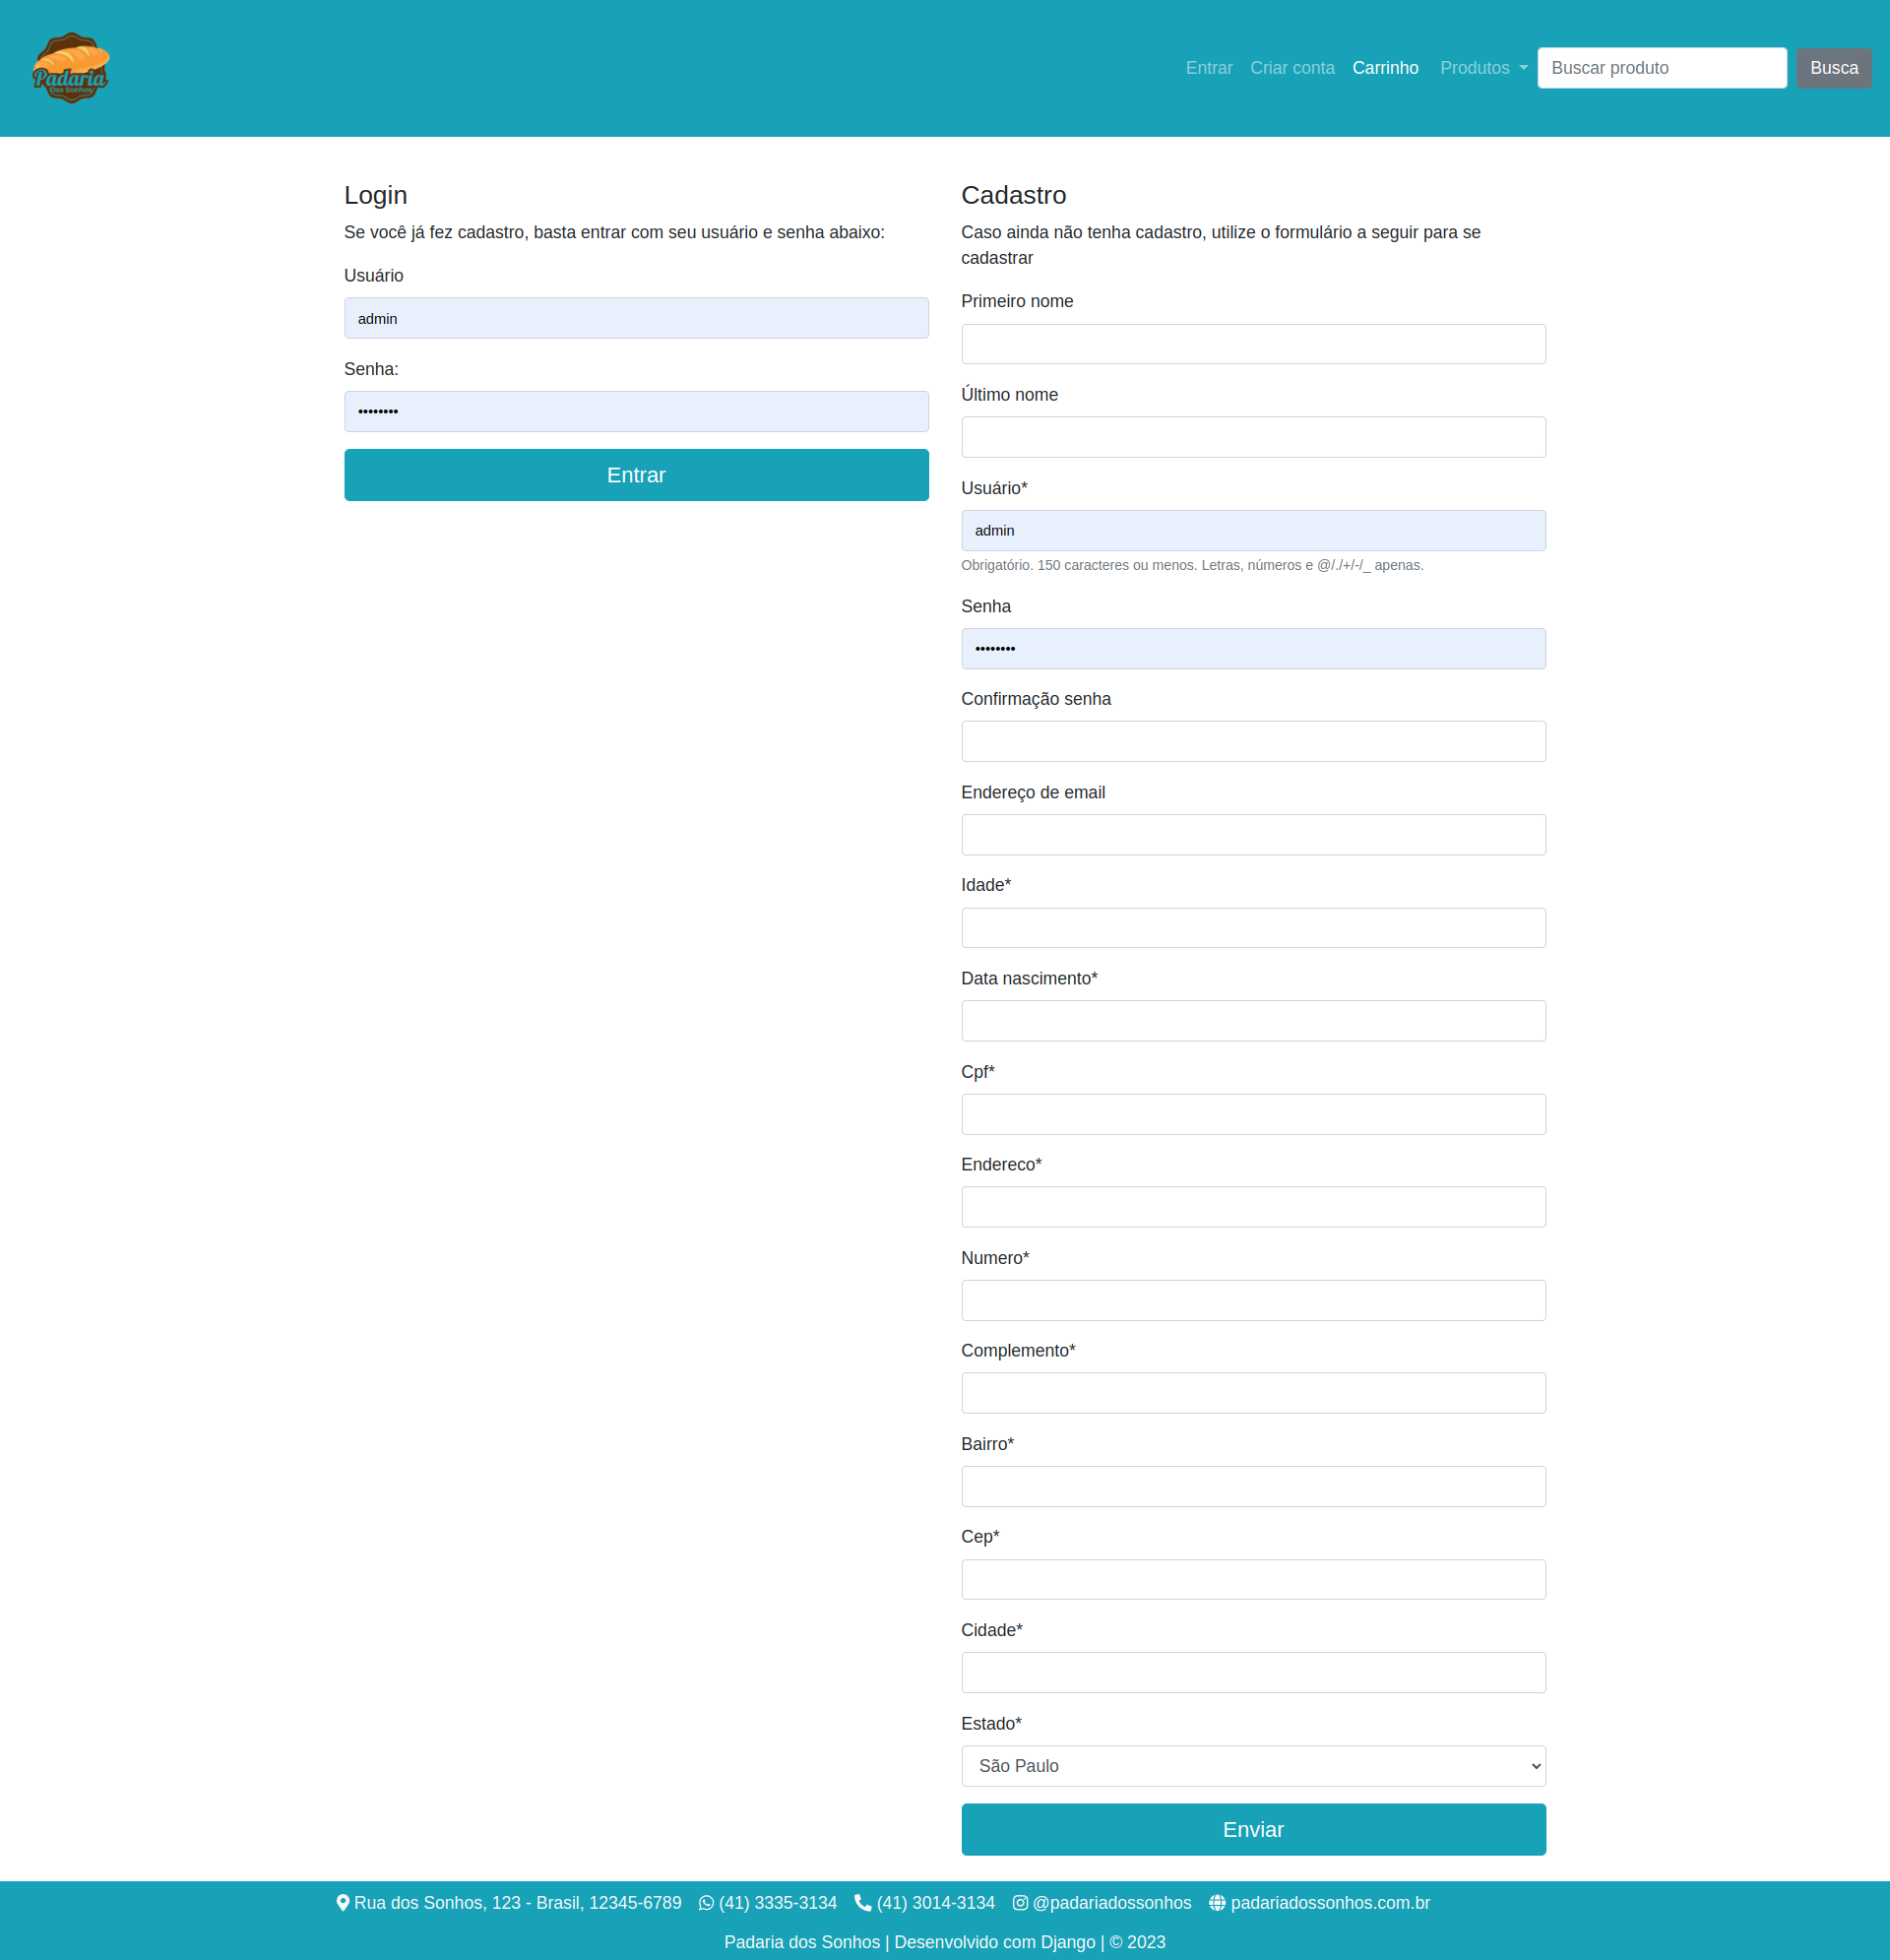 Padaria
Dos Sonhos
Entrar Criar conta Carrinho Produtos Buscar produto Busca
Login
Se você já fez cadastro, basta entrar com seu usuário e senha abaixo:
Usuário
admin
Senha:
••••••••
Entrar
Cadastro
Caso ainda não tenha cadastro, utilize o formulário a seguir para se
cadastrar
Primeiro nome
Último nome
Usuário*
admin
Obrigatório. 150 caracteres ou menos. Letras, números e @/./+/-/_ apenas.
Senha
••••••••
Confirmação senha
Endereço de email
Idade*
Data nascimento*
Cpf*
Endereco*
Numero*
Complemento*
Bairro*
Cep*
Cidade*
Estado*
São Paulo
Enviar
Rua dos Sonhos, 123 - Brasil, 12345-6789 (41) 3335-3134 (41) 3014-3134 @padariadossonhos padariadossonhos.com.br
Padaria dos Sonhos | Desenvolvido com Django | © 2023